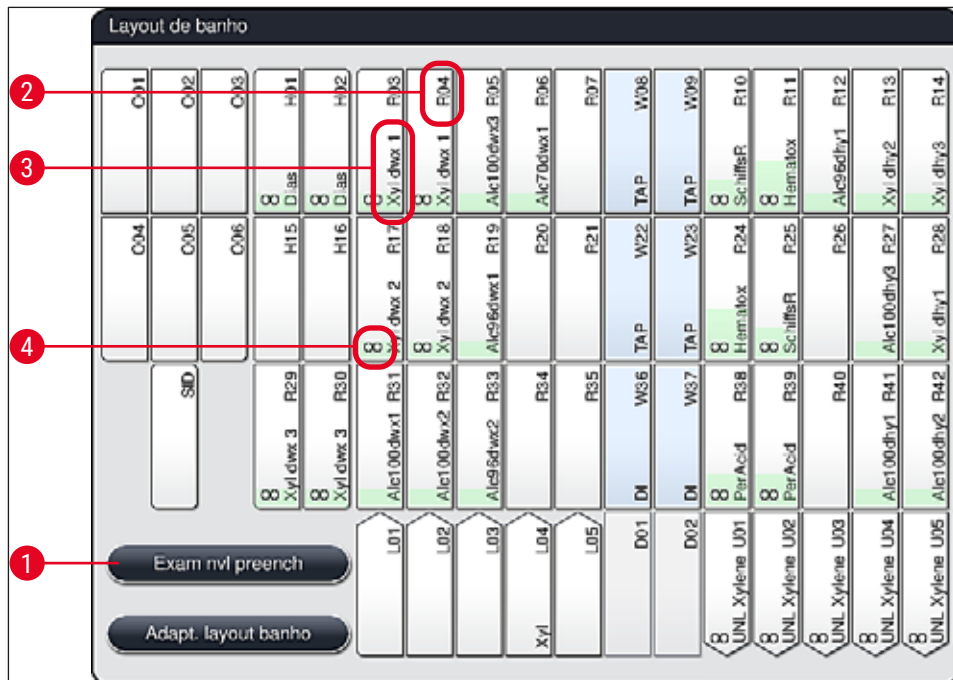 Layout de banho
O01
O02
O03
H01
Dias
H02
Dias
R03
Xyl dwx 1
R04
Xyl dwx 1
R05
Alc100dwx3
R06
Alc70dwx1
R07
W08
TAP
W09
TAP
R10
SchiffsR
R11
Hematox
R12
Alc96dhy1
R13
Xyl dhy2
R14
Xyl dhy3
O04
O05
O06
H15
H16
R17
Xyl dwx 2
R18
Xyl dwx 2
R19
Alc96dwx1
R20
R21
W22
TAP
W23
TAP
R24
Hematox
R25
SchiffsR
R26
R27
Alc100dhy3
R28
Xyl dhy1
SID
R29
Xyl dwx 3
R30
Xyl dwx 3
R31
Alc100dwx1
R32
Alc100dwx2
R33
Alc96dwx2
R34
R35
W36
DI
W37
DI
R38
PerAcid
R39
PerAcid
R40
R41
Alc100dhy1
R42
Alc100dhy2
L01
L02
L03
L04
Xyl
L05
D01
D02
UNL Xylene U01
UNL Xylene U02
UNL Xylene U03
UNL Xylene U04
UNL Xylene U05
Exam nvl preench
Adapt. layout banho
1
2
3
4